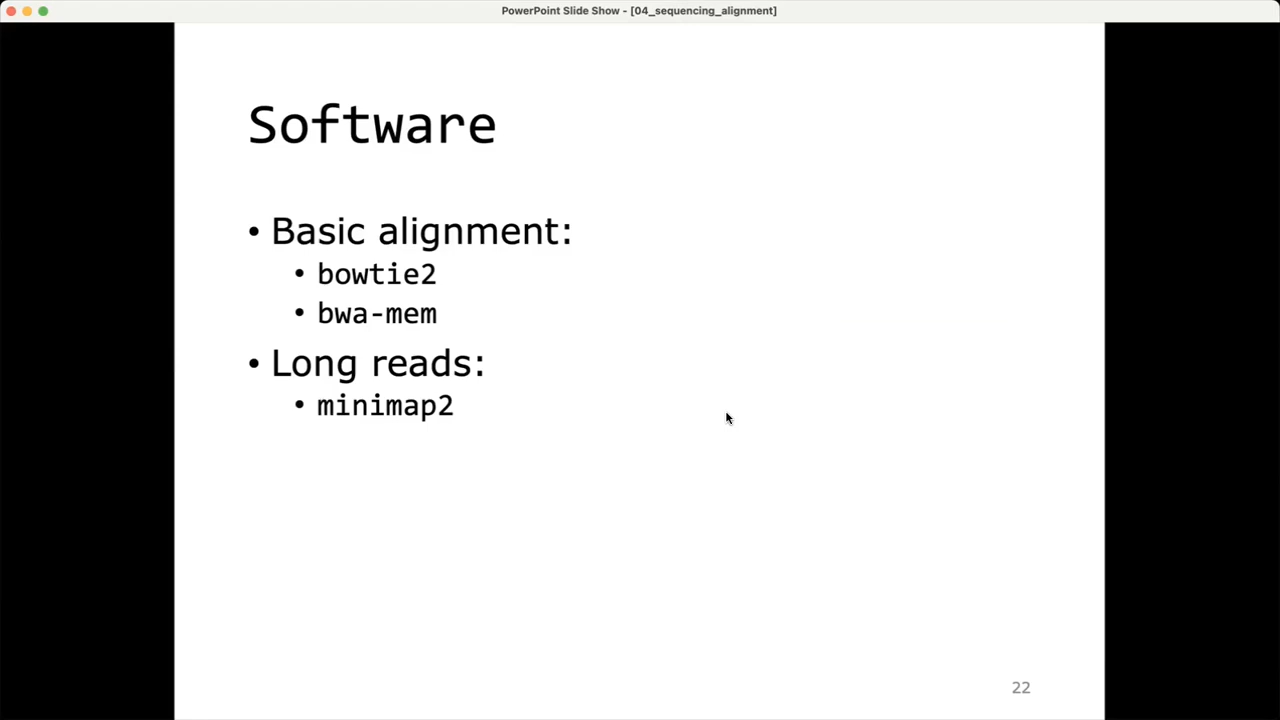 PowerPoint Slide Show - [04_sequencing_alignment]
Software
• Basic alignment:
• bowtie2
• bwa-mem
• Long reads:
• minimap2
22